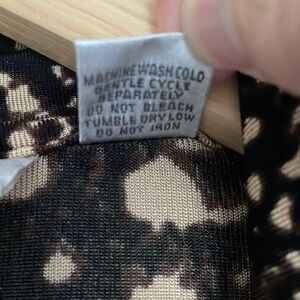 MACHINE WASH COLD
GENTLE CYCLE
SEPARATELY
DO NOT BLEACH
TUMBLE DRY LOW
DO NOT IRON